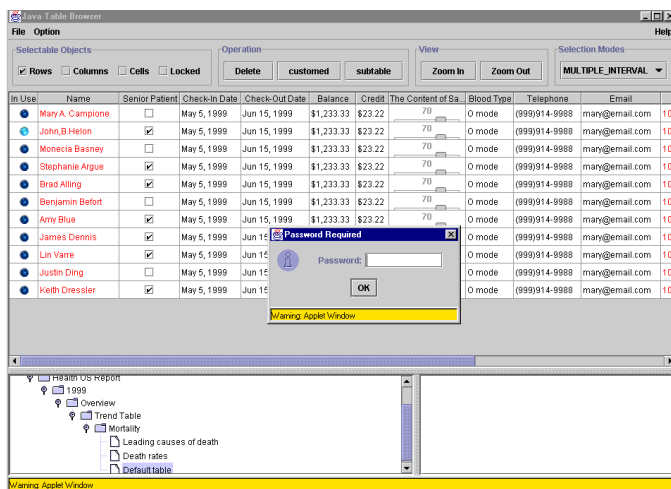 Java Table Browser
File Option Help
Selectable Objects Operation View Selection Modes
Rows Columns Cells Locked Delete customed subtable Zoom In Zoom Out MULTIPLE_INTERVAL
In Use Name Senior Patient Check-In Date Check-Out Date Balance Credit The Content of Sa... Blood Type Telephone Email
Mary A. Campione May 5, 1999 Jun 15, 1999 $1,233.33 $23.22 70 O mode (999)914-9988 mary@email.com 10
John,B.Helon May 5, 1999 Jun 15, 1999 $1,233.33 $23.22 70 O mode (999)914-9988 mary@email.com 10
Monecia Basney May 5, 1999 Jun 15, 1999 $1,233.33 $23.22 70 O mode (999)914-9988 mary@email.com 10
Stephanie Argue May 5, 1999 Jun 15, 1999 $1,233.33 $23.22 70 O mode (999)914-9988 mary@email.com 10
Brad Alling May 5, 1999 Jun 15, 1999 $1,233.33 $23.22 70 O mode (999)914-9988 mary@email.com 10
Benjamin Befort May 5, 1999 Jun 15, 1999 $1,233.33 $23.22 70 O mode (999)914-9988 mary@email.com 10
Amy Blue May 5, 1999 Jun 15, 1999 $1,233.33 $23.22 70 O mode (999)914-9988 mary@email.com 10
James Dennis May 5, 1999 Jun 15 O mode (999)914-9988 mary@email.com 10
Lin Varre May 5, 1999 Jun 15 O mode (999)914-9988 mary@email.com 10
Justin Ding May 5, 1999 Jun 15 O mode (999)914-9988 mary@email.com 10
Keith Dressler May 5, 1999 Jun 15 O mode (999)914-9988 mary@email.com 10
Password Required
Password:
OK
Warning: Applet Window
Health US Report
1999
Overview
Trend Table
Mortality
Leading causes of death
Death rates
Default table
Warning: Applet Window